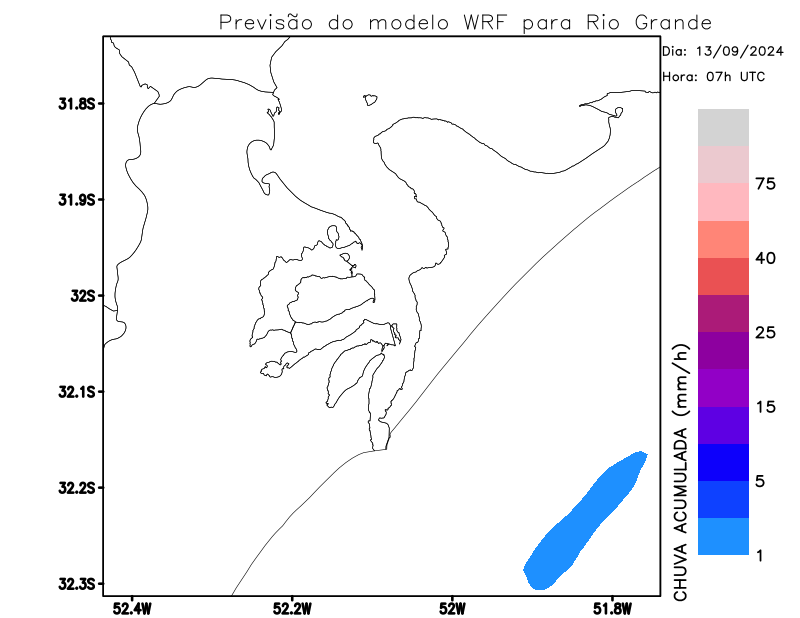 Previsão do modelo WRF para Rio Grande
Dia: 13/09/2024
Hora: 07h UTC
31.8S
31.9S
32S
32.1S
32.2S
32.3S
52.4W
52.2W
52W
51.8W
75
40
25
15
5
1
CHUVA ACUMULADA (mm/h)